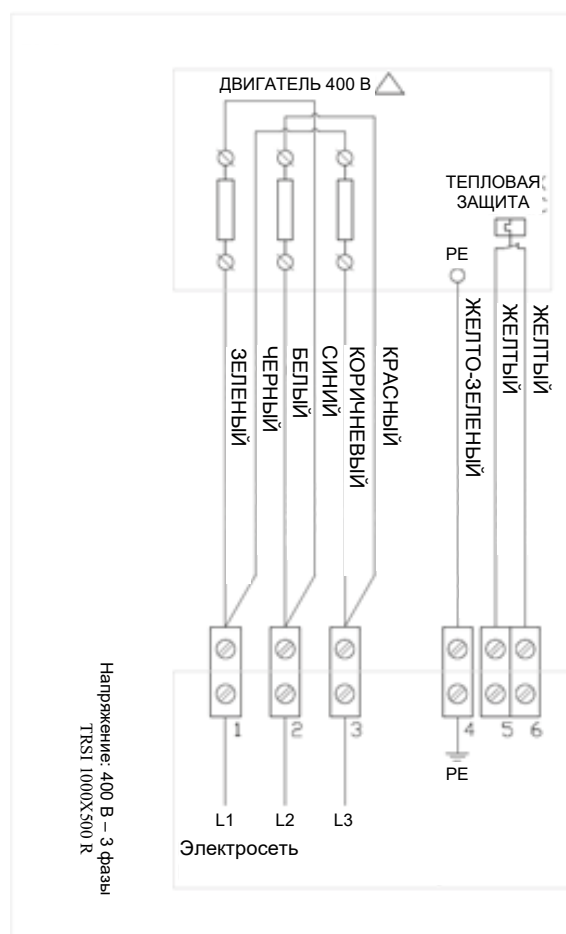 ДВИГАТЕЛЬ 400 В
ТЕПЛОВАЯ
ЗАЩИТА
PE
ЗЕЛЕНЫЙ
ЧЕРНЫЙ
БЕЛЫЙ
СИНИЙ
КОРИЧНЕВЫЙ
КРАСНЫЙ
ЖЕЛТО-ЗЕЛЕНЫЙ
ЖЕЛТЫЙ
ЖЕЛТЫЙ
1
2
3
4
5
6
PE
L1
L2
L3
Электросеть
Напряжение: 400 В – 3 фазы
TRSI 1000X500 R